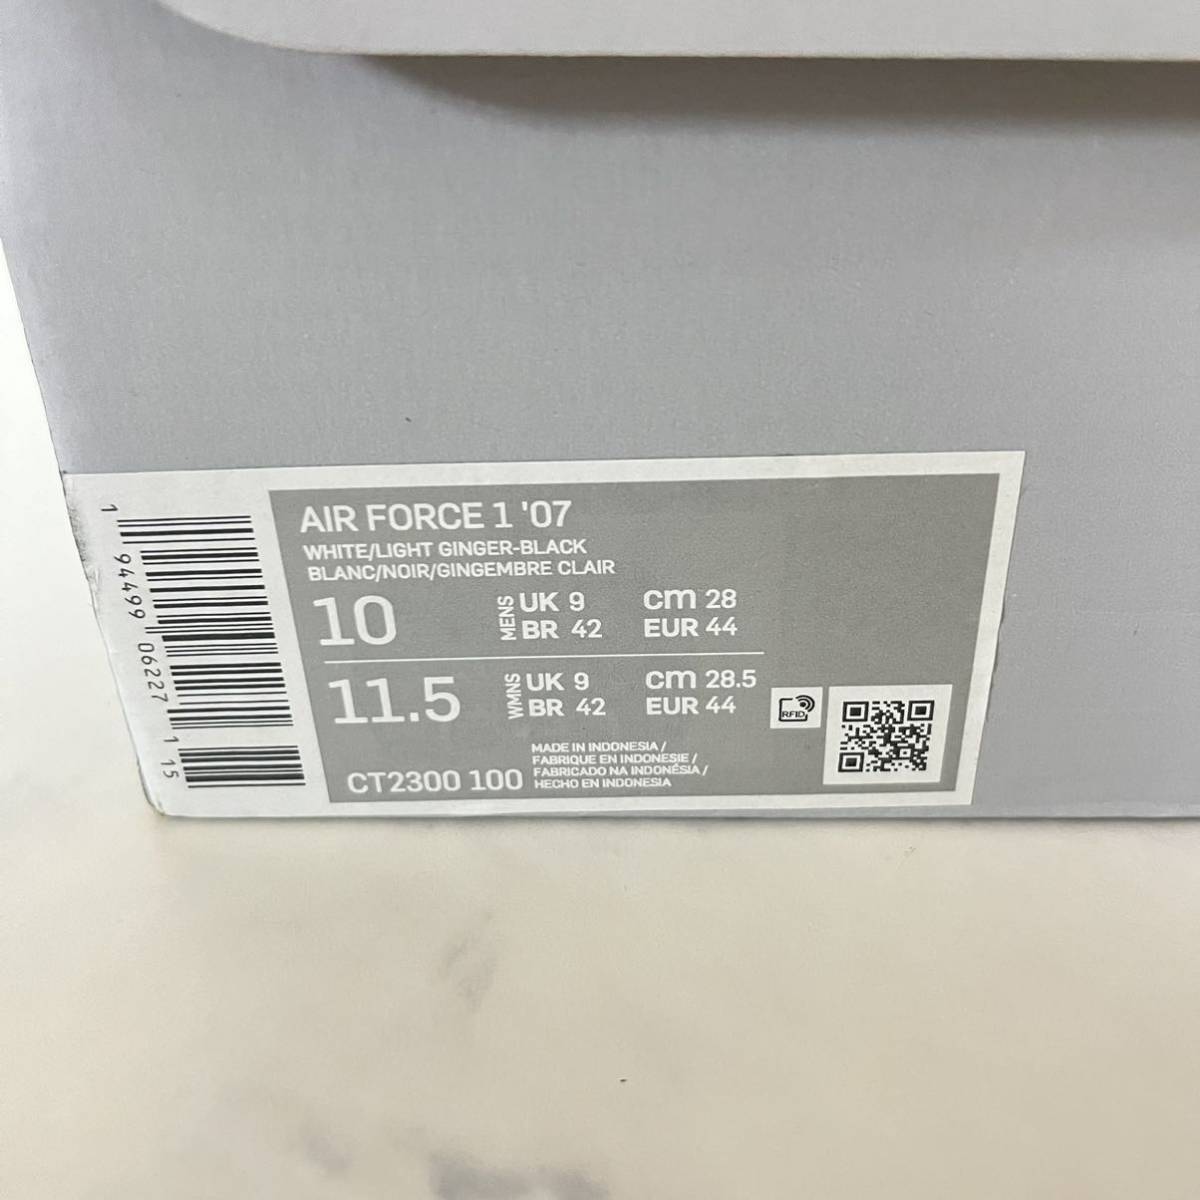 AIR FORCE 1 '07
WHITE/LIGHT GINGER-BLACK
BLANC/NOIR/GINGEMBRE CLAIR
10 MENS UK 9 cm 28
BR 42 EUR 44
11.5 WMNS UK 9 cm 28.5
BR 42 EUR 44
RFID
CT2300 100
MADE IN INDONESIA /
FABRIQUE EN INDONESIE /
FABRICADO NA INDONÉSIA /
HECHO EN INDONESIA
1 94499 06227 1 15